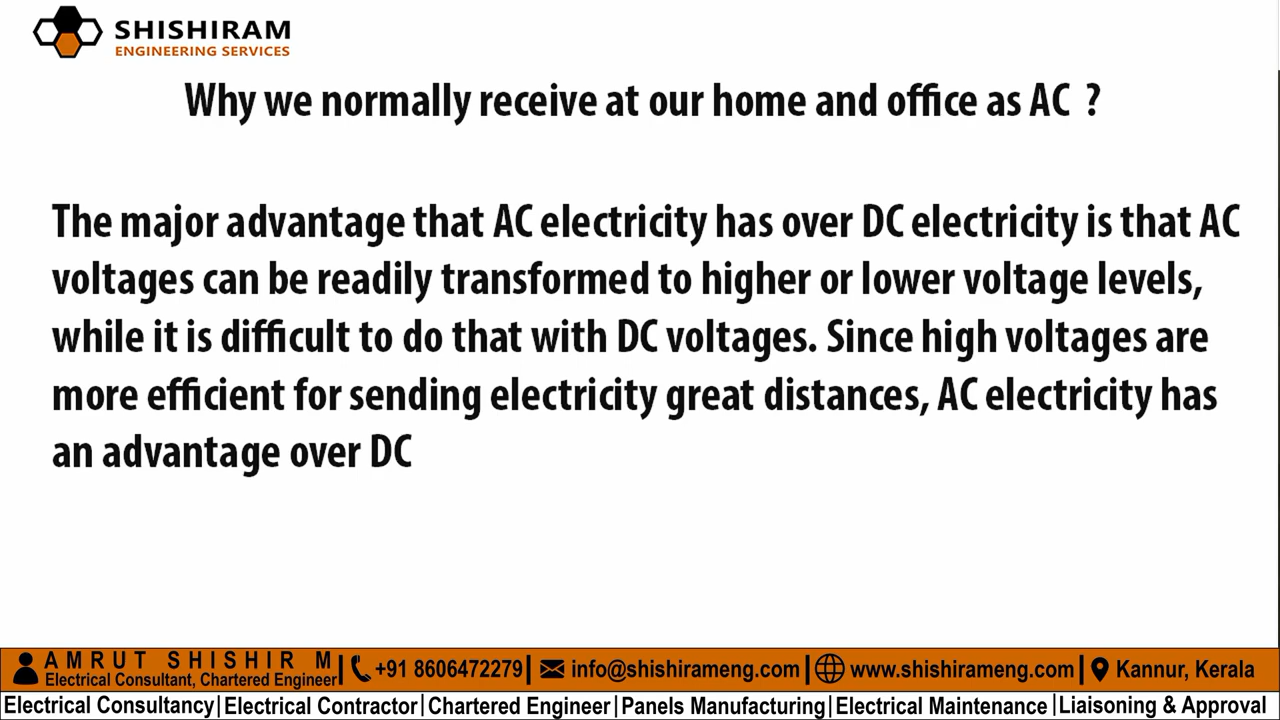 SHISHIRAM
ENGINEERING SERVICES
Why we normally receive at our home and office as AC ?
The major advantage that AC electricity has over DC electricity is that AC
voltages can be readily transformed to higher or lower voltage levels,
while it is difficult to do that with DC voltages. Since high voltages are
more efficient for sending electricity great distances, AC electricity has
an advantage over DC
AMRUT SHISHIR M
Electrical Consultant, Chartered Engineer
+91 8606472279
info@shishirameng.com
www.shishirameng.com
Kannur, Kerala
Electrical Consultancy|Electrical Contractor|Chartered Engineer|Panels Manufacturing|Electrical Maintenance|Liaisoning & Approval